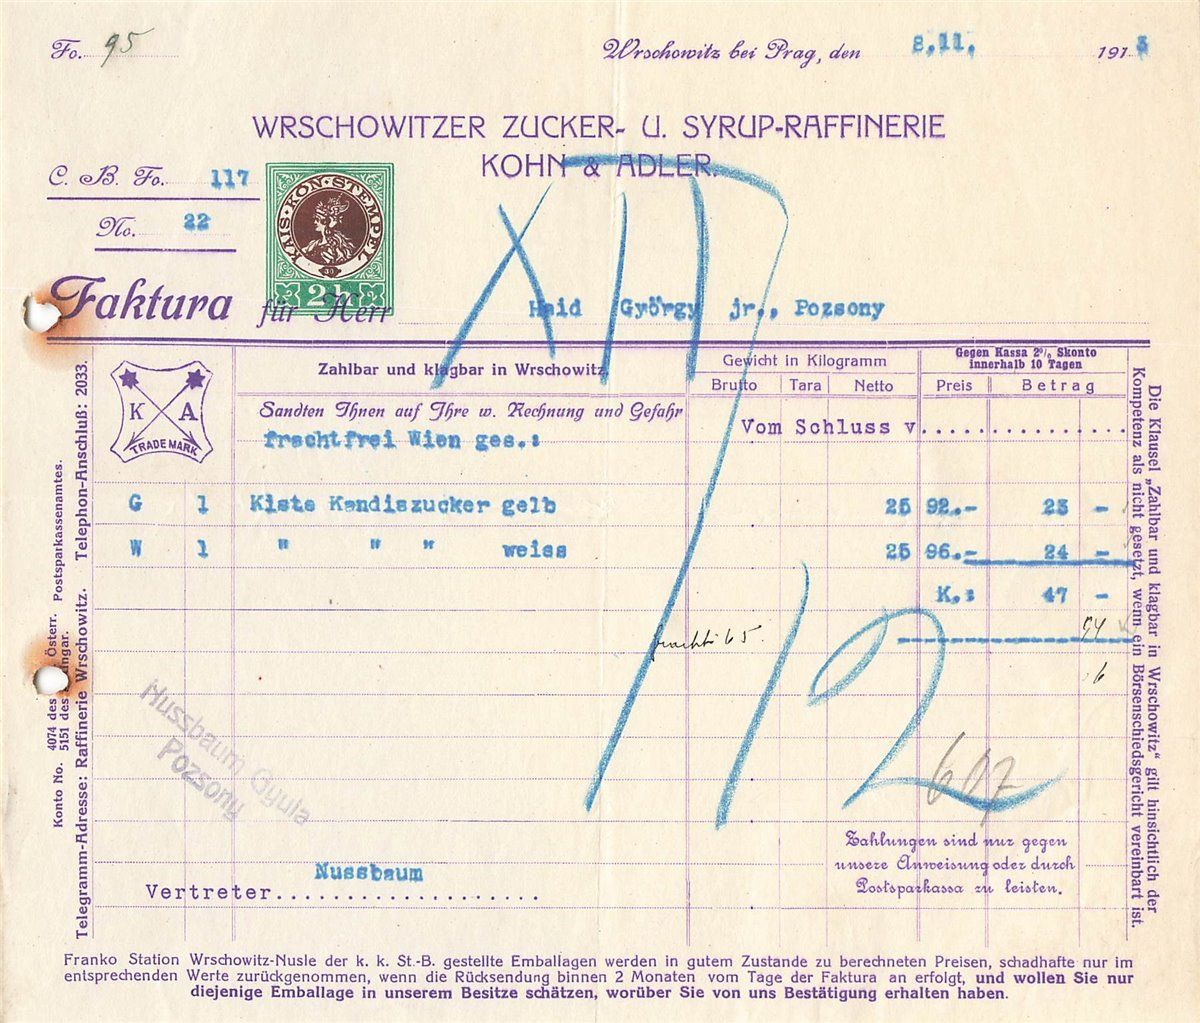 Fo. 95
Wrschowitz bei Prag, den 8.11. 1913
WRSCHOWITZER ZUCKER- U. SYRUP-RAFFINERIE
KOHN & ADLER.
C. B. Fo. 117
No. 22
KAIS·KÖN·STEMPEL
2 h
Faktura für Herr Haid György jr., Pozsony
K A
TRADE MARK
Zahlbar und klagbar in Wrschowitz.
Gewicht in Kilogramm
Brutto Tara Netto
Gegen Kassa 2% Skonto
innerhalb 10 Tagen
Preis Betrag
Sandten Ihnen auf Ihre w. Rechnung und Gefahr
Vom Schluss v.
frachtfrei Wien ges.:
G 1 Kiste Kandiszucker gelb 25 92.- 23 -
W 1 " " " weiss 25 96.- 24 -
K.: 47 -
94
6
XII
7/12
607
Nussbaum Gyula
Pozsony
Zahlungen sind nur gegen
unsere Anweisung oder durch
Postsparkassa zu leisten.
Nussbaum
Vertreter
Konto No. 4074 des Österr. Postsparkassenamtes.
5151 des
Telegramm-Adresse: Raffinerie Wrschowitz. Telephon-Anschluß: 2033.
Die Klausel „Zahlbar und klagbar in Wrschowitz“ gilt hinsichtlich der
Kompetenz als nicht gesetzt, wenn ein Börsenschiedsgericht vereinbart ist.
Franko Station Wrschowitz-Nusle der k. k. St.-B. gestellte Emballagen werden in gutem Zustande zu berechneten Preisen, schadhafte nur im
entsprechenden Werte zurückgenommen, wenn die Rücksendung binnen 2 Monaten vom Tage der Faktura an erfolgt, und wollen Sie nur
diejenige Emballage in unserem Besitze schätzen, worüber Sie von uns Bestätigung erhalten haben.